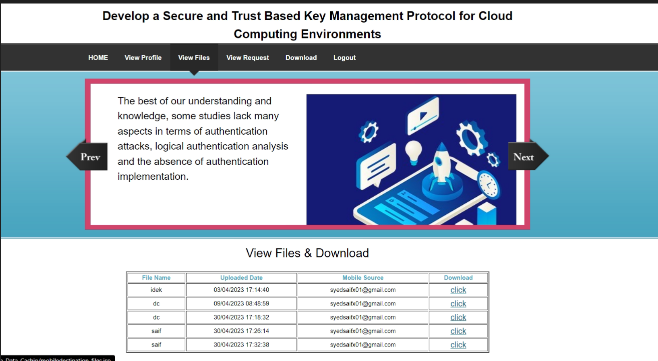 Develop a Secure and Trust Based Key Management Protocol for Cloud
Computing Environments
HOME View Profile View Files View Request Download Logout
The best of our understanding and
knowledge, some studies lack many
aspects in terms of authentication
attacks, logical authentication analysis
and the absence of authentication
implementation.
Prev
Next
View Files & Download
File Name Uploaded Date Mobile Source Download
idek 03/04/2023 17:14:40 syedsaifx01@gmail.com click
dc 09/04/2023 08:48:59 syedsaifx01@gmail.com click
dc 30/04/2023 17:18:32 syedsaifx01@gmail.com click
saif 30/04/2023 17:26:14 syedsaifx01@gmail.com click
saif 30/04/2023 17:32:38 syedsaifx01@gmail.com click